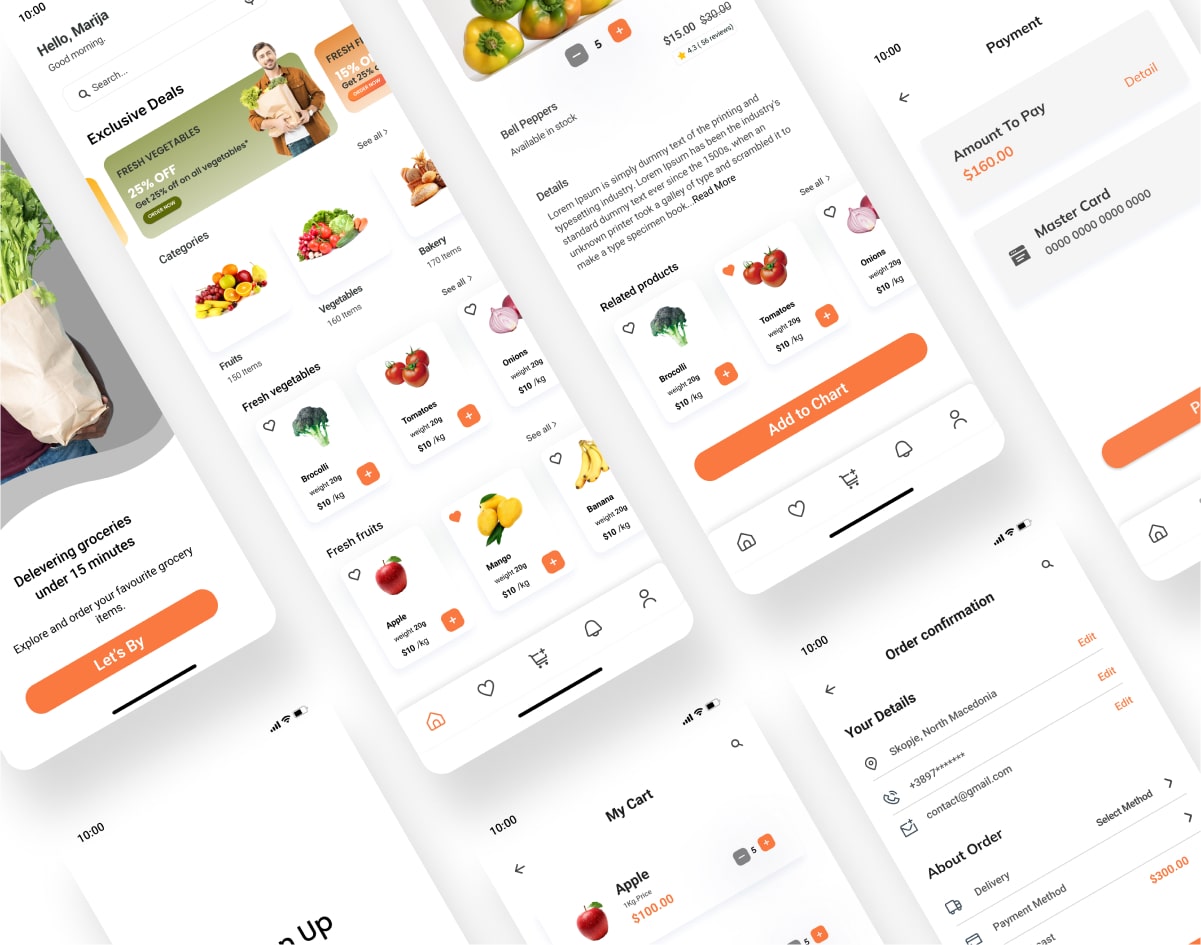 10:00
Hello, Marija
Good morning.
Search...
Exclusive Deals
FRESH VEGETABLES
25% OFF
Get 25% off on all vegetables*
ORDER NOW
FRESH F
15% O
Get 25% o
ORDER NOW
Categories
See all
Fruits
150 Items
Vegetables
160 Items
Bakery
170 Items
Fresh vegetables
See all
Brocolli
weight 20g
$10 /kg
Tomatoes
weight 20g
$10 /kg
Onions
weight 20g
$10 /kg
Fresh fruits
See all
Apple
weight 20g
$10 /kg
Mango
weight 20g
$10 /kg
Banana
weight 20g
$10 /kg
Delevering groceries
under 15 minutes
Explore and order your favourite grocery
items.
Let's By
5
$15.00 $30.00
4.3 ( 56 reviews)
Bell Peppers
Available in stock
Details
Lorem Ipsum is simply dummy text of the printing and
typesetting industry. Lorem Ipsum has been the industry's
standard dummy text ever since the 1500s, when an
unknown printer took a galley of type and scrambled it to
make a type specimen book...Read More
Related products
See all
Brocolli
weight 20g
$10 /kg
Tomatoes
weight 20g
$10 /kg
Onions
weight 20g
$10 /kg
Add to Chart
10:00
Payment
Amount To Pay
Detail
$160.00
Master Card
0000 0000 0000 0000
P
10:00
n Up
10:00
My Cart
Apple
1Kg,Price
$100.00
5
5
10:00
Order confirmation
Your Details
Edit
Skopje, North Macedonia
Edit
+3897*******
Edit
contact@gmail.com
About Order
Delivery
Select Method
Payment Method
$300.00